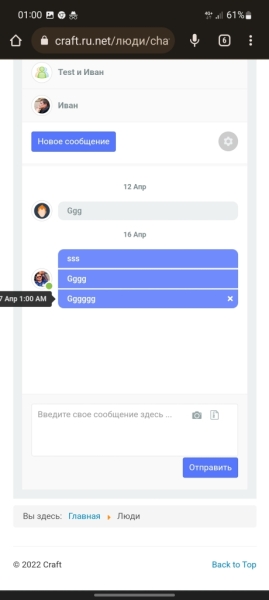 01:00 61%
craft.ru.net/люди/cha 6
Test и Иван
Иван
Новое сообщение
12 Апр
Ggg
16 Апр
sss
Gggg
7 Апр 1:00 AM Gggggg ×
Введите свое сообщение здесь ...
Отправить
Вы здесь: Главная Люди
© 2022 Craft Back to Top